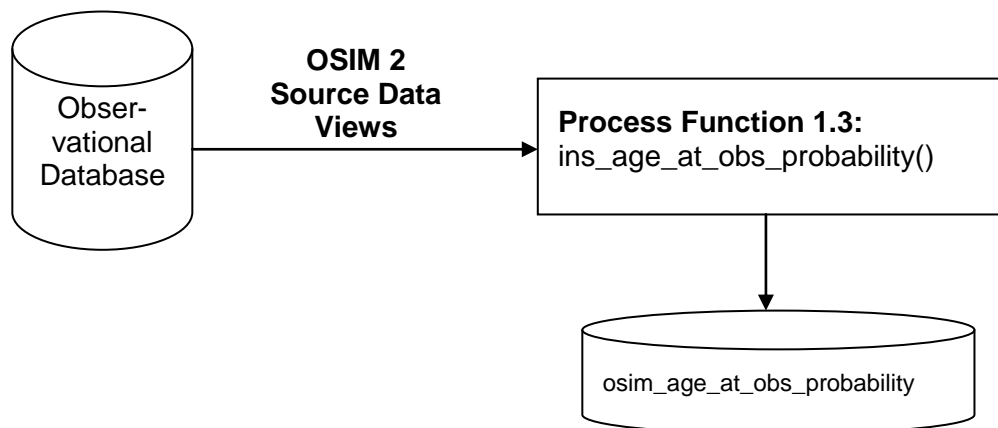 Obser-
vational
Database
OSIM 2
Source Data
Views
Process Function 1.3:
ins_age_at_obs_probability()
osim_age_at_obs_probability